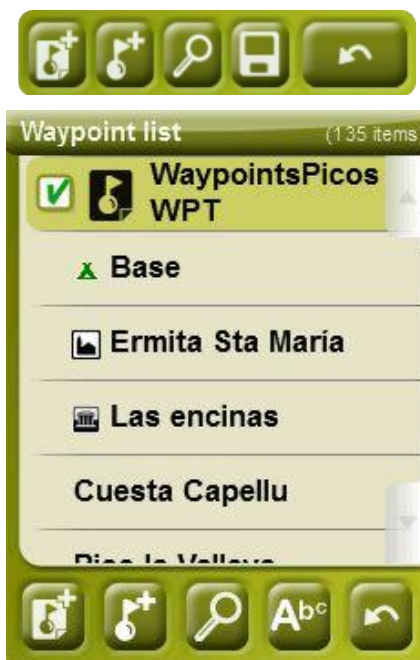 Waypoint list
(135 items
WaypointsPicos
WPT
Base
Ermita Sta María
Las encinas
Cuesta Capellu
Abc